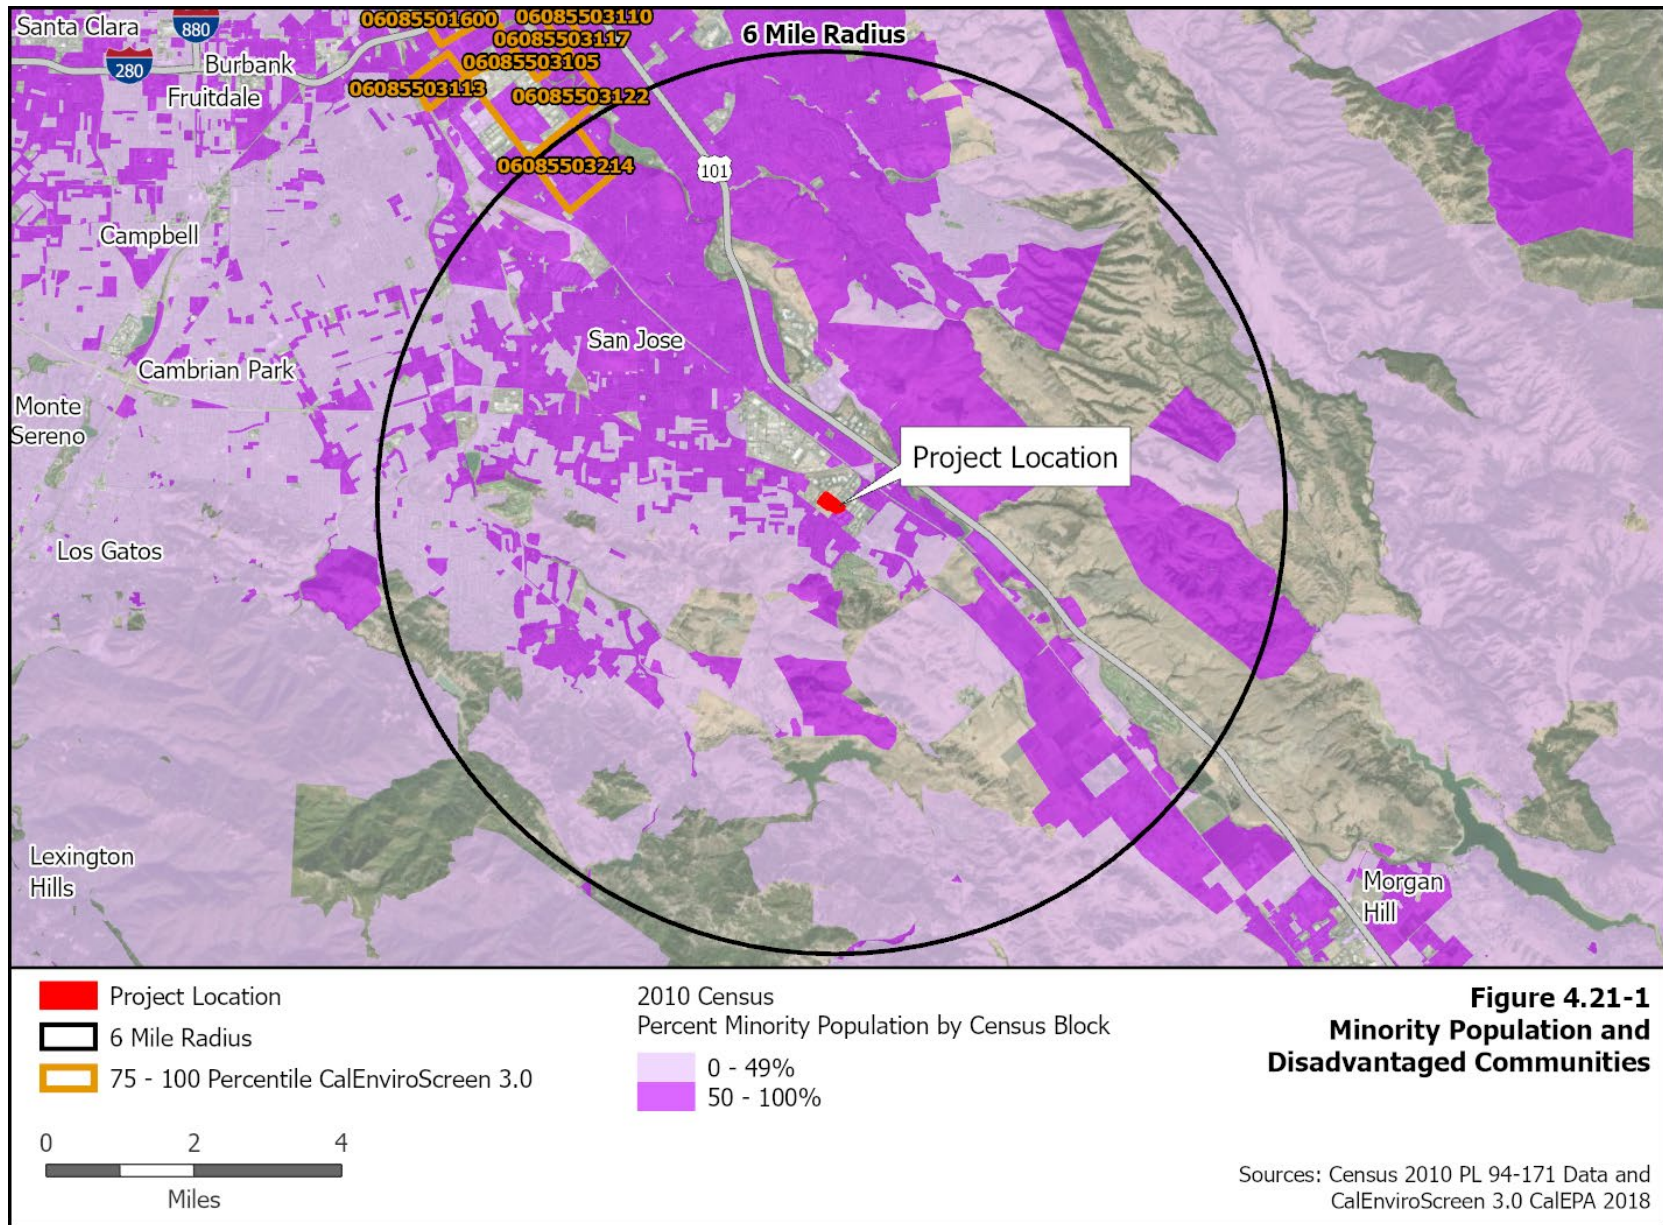 Santa Clara
880
06085501600
06085503110
06085503117
6 Mile Radius
280
Burbank
06085503105
Fruitdale
06085503113
06085503122
06085503214
101
Campbell
San Jose
Cambrian Park
Monte
Sereno
Project Location
Los Gatos
Lexington
Hills
Morgan
Hill
Project Location
6 Mile Radius
75 - 100 Percentile CalEnviroScreen 3.0
0 2 4
Miles
2010 Census
Percent Minority Population by Census Block
0 - 49%
50 - 100%
Figure 4.21-1
Minority Population and
Disadvantaged Communities
Sources: Census 2010 PL 94-171 Data and
CalEnviroScreen 3.0 CalEPA 2018